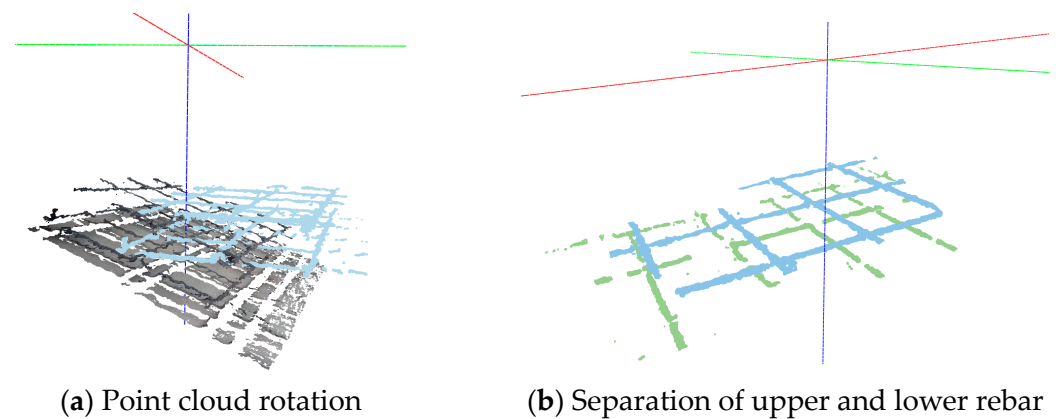 (a) Point cloud rotation
(b) Separation of upper and lower rebar